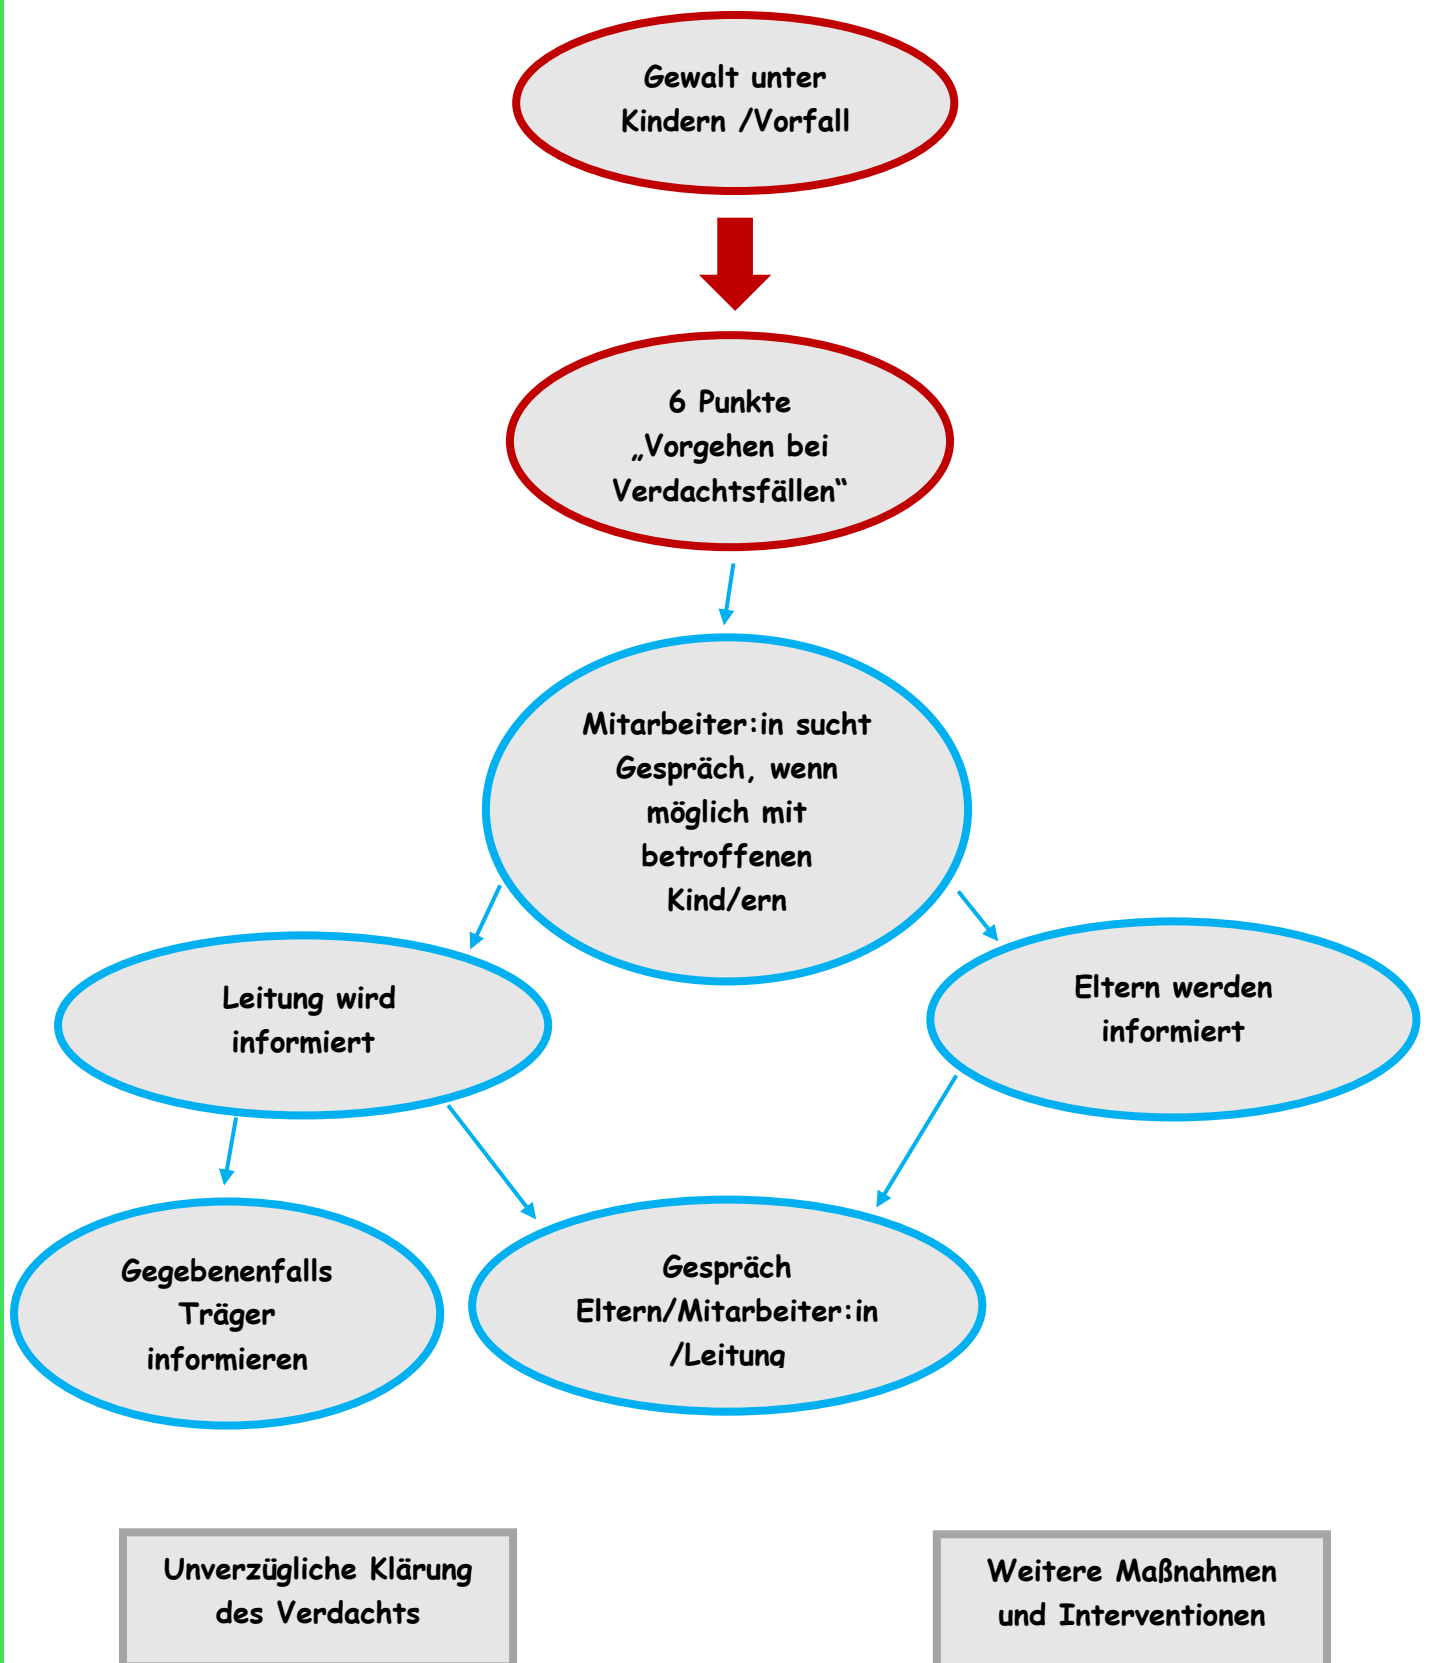 Gewalt unter
Kindern /Vorfall
6 Punkte
„Vorgehen bei
Verdachtsfällen“
Mitarbeiter:in sucht
Gespräch, wenn
möglich mit
betroffenen
Kind/ern
Leitung wird
informiert
Eltern werden
informiert
Gegebenenfalls
Träger
informieren
Gespräch
Eltern/Mitarbeiter:in
/Leitung
Unverzügliche Klärung
des Verdachts
Weitere Maßnahmen
und Interventionen